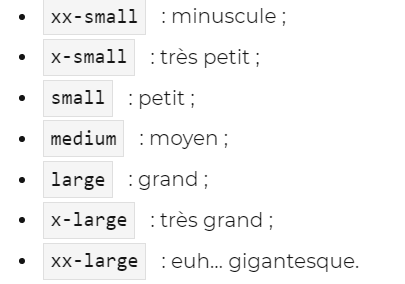 xx-small : minuscule ;
x-small : très petit ;
small : petit ;
medium : moyen ;
large : grand ;
x-large : très grand ;
xx-large : euh... gigantesque.